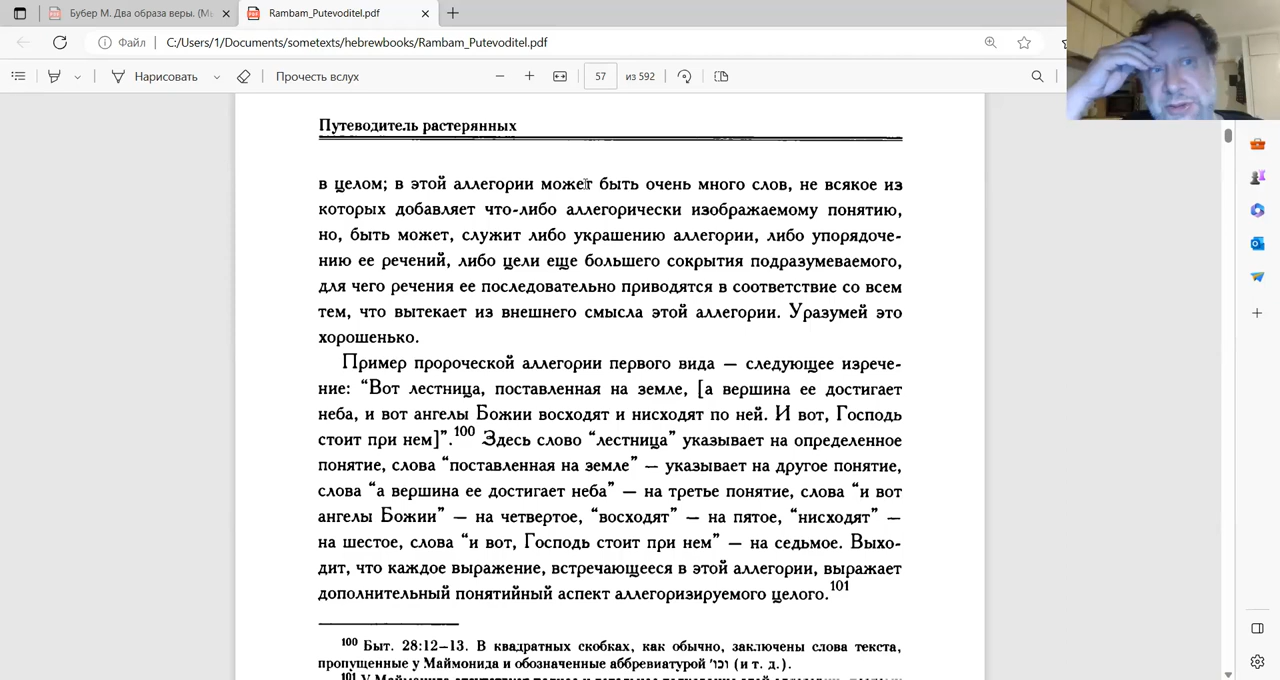 Бубер М. Два образа веры. (Мы
Rambam_Putevoditel.pdf
Файл
C:/Users/1/Documents/sometexts/hebrewbooks/Rambam_Putevoditel.pdf
Нарисовать
Прочесть вслух
57
из 592
Путеводитель растерянных
в целом; в этой аллегории может быть очень много слов, не всякое из
которых добавляет что-либо аллегорически изображаемому понятию,
но, быть может, служит либо украшению аллегории, либо упорядоче-
нию ее речений, либо цели еще большего сокрытия подразумеваемого,
для чего речения ее последовательно приводятся в соответствие со всем
тем, что вытекает из внешнего смысла этой аллегории. Уразумей это
хорошенько.
Пример пророческой аллегории первого вида — следующее изрече-
ние: “Вот лестница, поставленная на земле, [а вершина ее достигает
неба, и вот ангелы Божии восходят и нисходят по ней. И вот, Господь
стоит при нем]”.100 Здесь слово “лестница” указывает на определенное
понятие, слова “поставленная на земле” — указывает на другое понятие,
слова “а вершина ее достигает неба” — на третье понятие, слова “и вот
ангелы Божии” — на четвертое, “восходят” — на пятое, “нисходят” —
на шестое, слова “и вот, Господь стоит при нем” — на седьмое. Выхо-
дит, что каждое выражение, встречающееся в этой аллегории, выражает
дополнительный понятийный аспект аллегоризируемого целого.101
100 Быт. 28:12–13. В квадратных скобках, как обычно, заключены слова текста,
пропущенные у Маймонида и обозначенные аббревиатурой וכו' (и т. д.).
101 У Маймонида